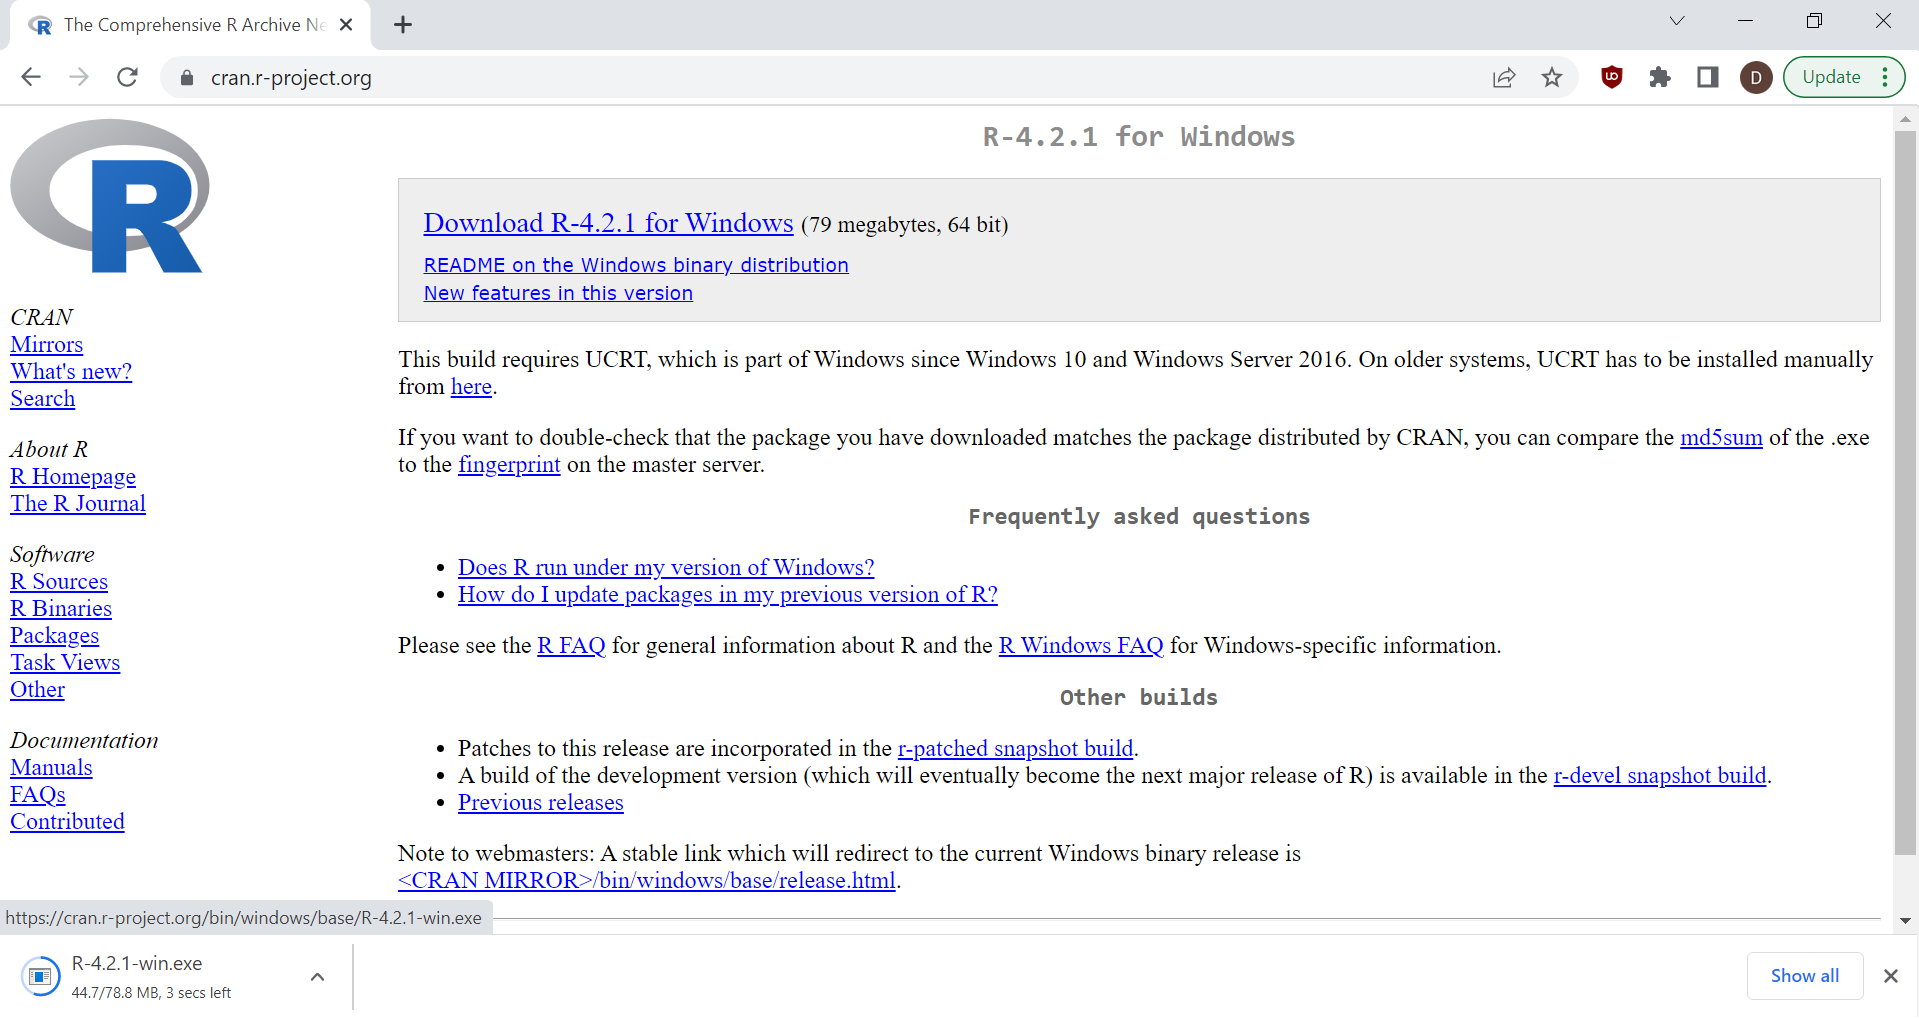 The Comprehensive R Archive Ne
cran.r-project.org
D
Update
R
R-4.2.1 for Windows
Download R-4.2.1 for Windows (79 megabytes, 64 bit)
README on the Windows binary distribution
New features in this version
CRAN
Mirrors
What's new?
Search
About R
R Homepage
The R Journal
Software
R Sources
R Binaries
Packages
Task Views
Other
Documentation
Manuals
FAQs
Contributed
This build requires UCRT, which is part of Windows since Windows 10 and Windows Server 2016. On older systems, UCRT has to be installed manually
from here.
If you want to double-check that the package you have downloaded matches the package distributed by CRAN, you can compare the md5sum of the .exe
to the fingerprint on the master server.
Frequently asked questions
• Does R run under my version of Windows?
• How do I update packages in my previous version of R?
Please see the R FAQ for general information about R and the R Windows FAQ for Windows-specific information.
Other builds
• Patches to this release are incorporated in the r-patched snapshot build.
• A build of the development version (which will eventually become the next major release of R) is available in the r-devel snapshot build.
• Previous releases
Note to webmasters: A stable link which will redirect to the current Windows binary release is
<CRAN MIRROR>/bin/windows/base/release.html.
https://cran.r-project.org/bin/windows/base/R-4.2.1-win.exe
R-4.2.1-win.exe
44.7/78.8 MB, 3 secs left
Show all